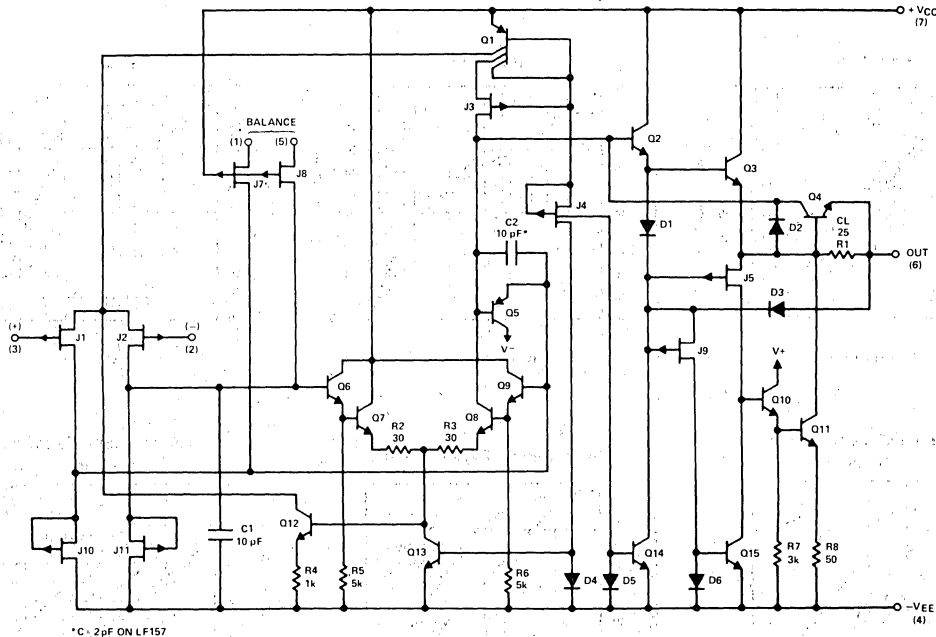 + VCC
(7)
Q1
J3
BALANCE
(1)
(5)
J7
J8
Q2
Q3
Q4
J4
D1
D2
CL
25
R1
OUT
(6)
C2
10 pF*
J5
D3
(+)
(3)
J1
J2
(−)
(2)
Q5
V−
J9
V+
Q6
Q7
Q8
Q9
Q10
Q11
R2
30
R3
30
C1
10 pF
Q12
Q13
Q14
Q15
J10
J11
R4
1k
R5
5k
R6
5k
D4
D5
D6
R7
3k
R8
50
−VEE
(4)
*C = 2pF ON LF157